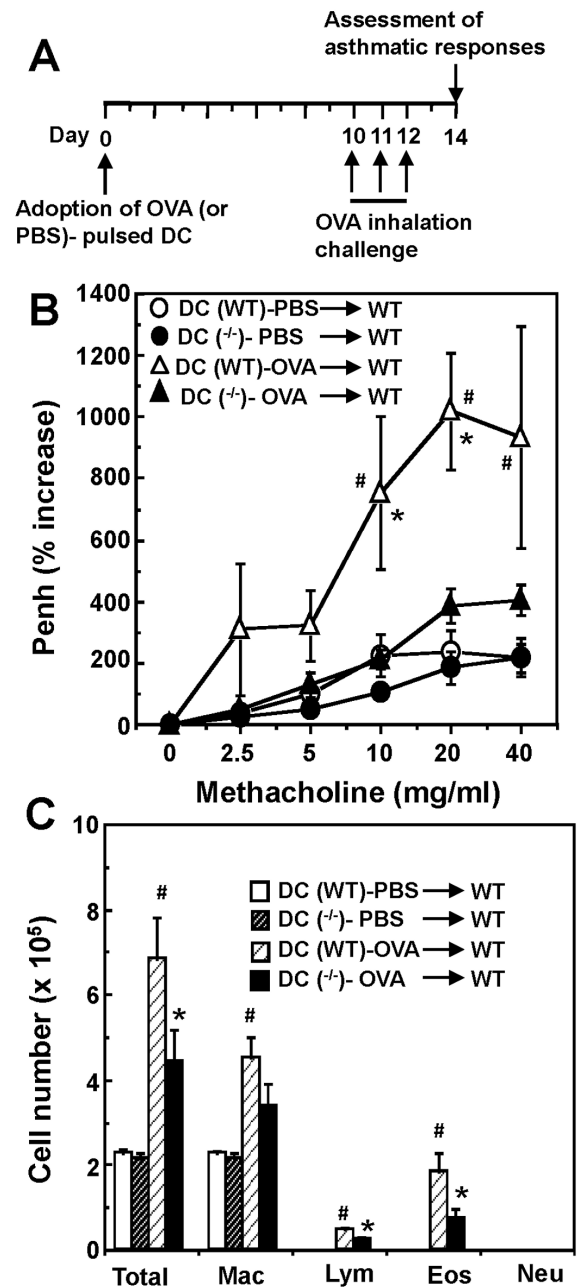 A
Assessment of
asthmatic responses
Day 0 10 11 12 14
Adoption of OVA (or
PBS)- pulsed DC
OVA inhalation
challenge
B
1400
1200
1000
800
600
400
200
0
Penh (% increase)
DC (WT)-PBS → WT
DC (-/-)- PBS → WT
DC (WT)-OVA → WT
DC (-/-)- OVA → WT
# * # * #
0 2.5 5 10 20 40
Methacholine (mg/ml)
C
10
8
6
4
2
0
Cell number (x 10⁵)
DC (WT)-PBS → WT
DC (-/-)- PBS → WT
DC (WT)-OVA → WT
DC (-/-)- OVA → WT
# * # # * # *
Total Mac Lym Eos Neu